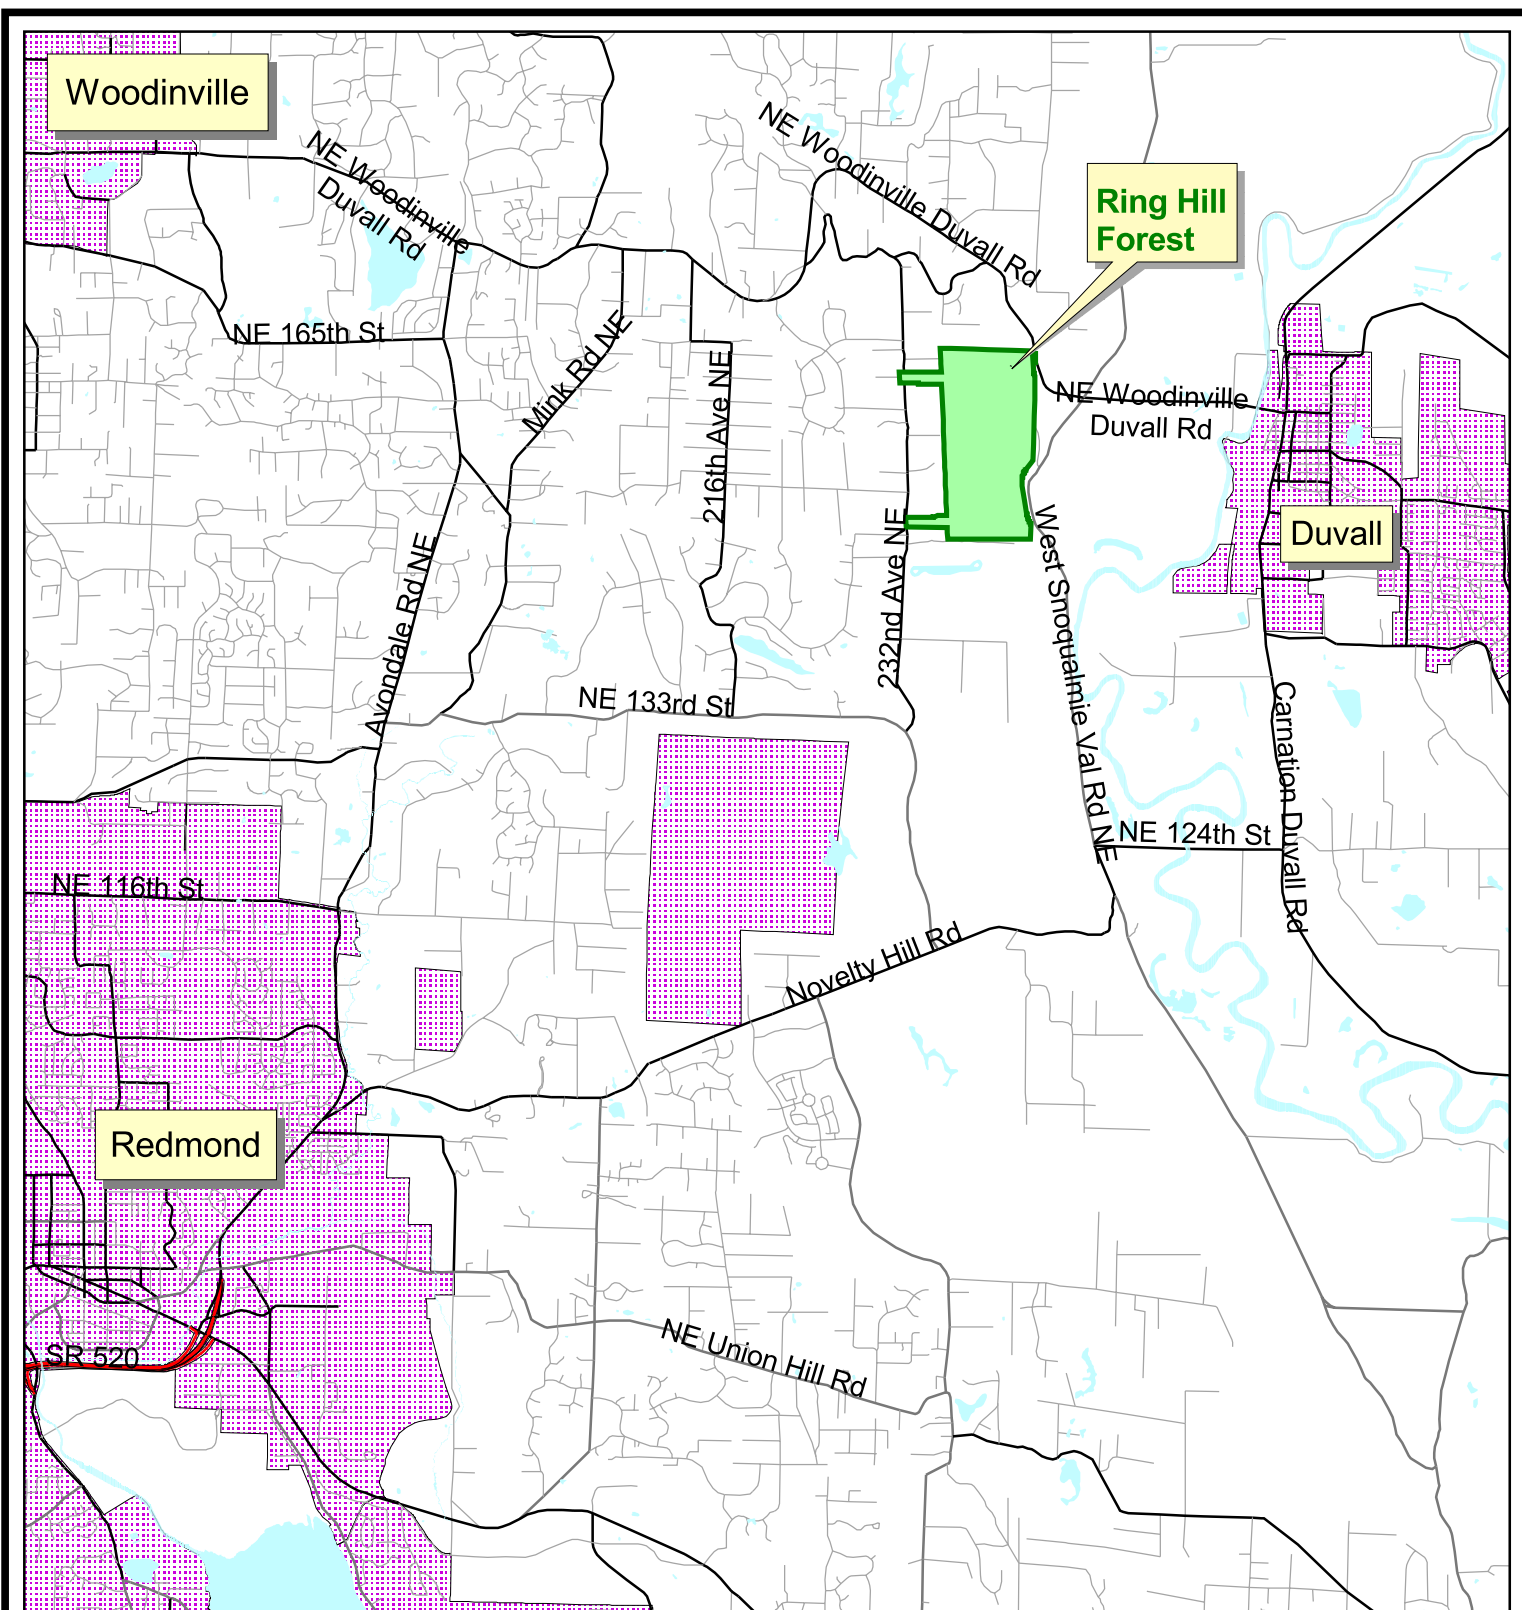 Woodinville
NE Woodinville
Duvall Rd
NE Woodinville Duvall Rd
Ring Hill
Forest
NE 165th St
Mink Rd NE
216th Ave NE
NE Woodinville
Duvall Rd
Duvall
Avondale Rd NE
232nd Ave NE
West Snoqualmie Val Rd NE
NE 133rd St
Carnation Duvall Rd
NE 124th St
NE 116th St
Novelty Hill Rd
Redmond
NE Union Hill Rd
SR 520